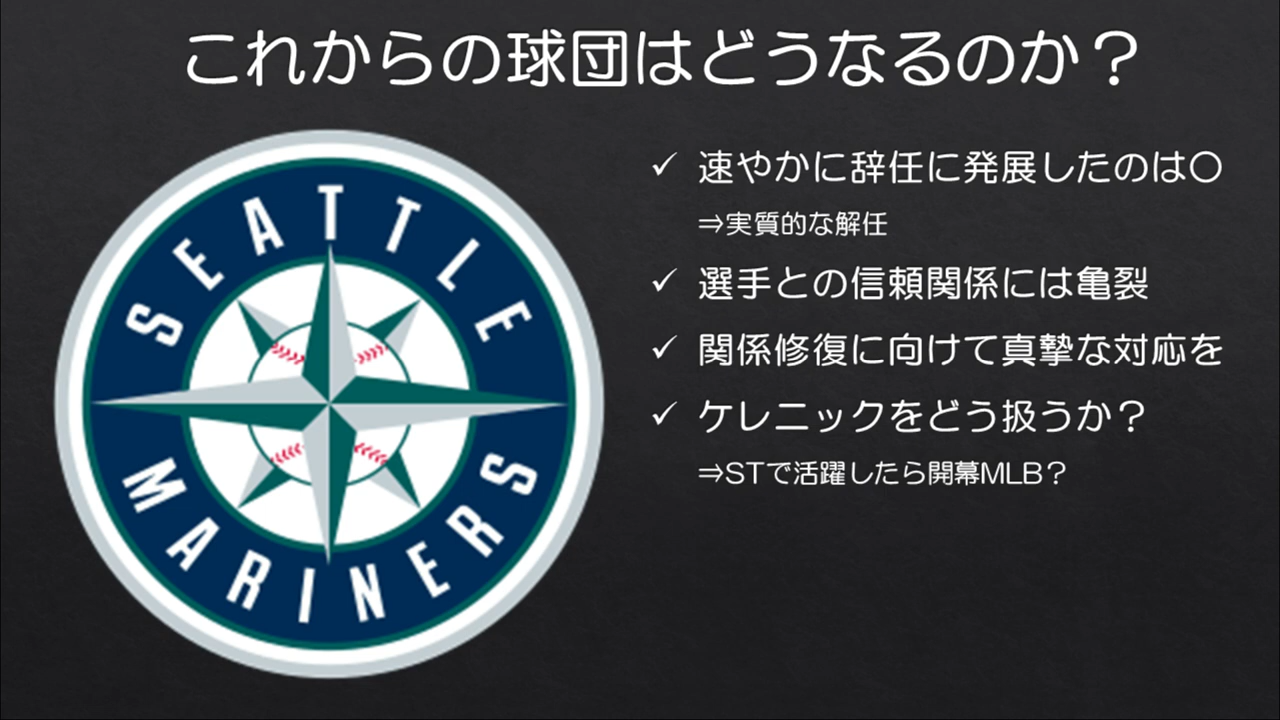 これからの球団はどうなるのか？
SEATTLE
MARINERS
✓ 速やかに辞任に発展したのは〇
⇒実質的な解任
✓ 選手との信頼関係には亀裂
✓ 関係修復に向けて真摯な対応を
✓ ケレニックをどう扱うか？
⇒STで活躍したら開幕MLB？